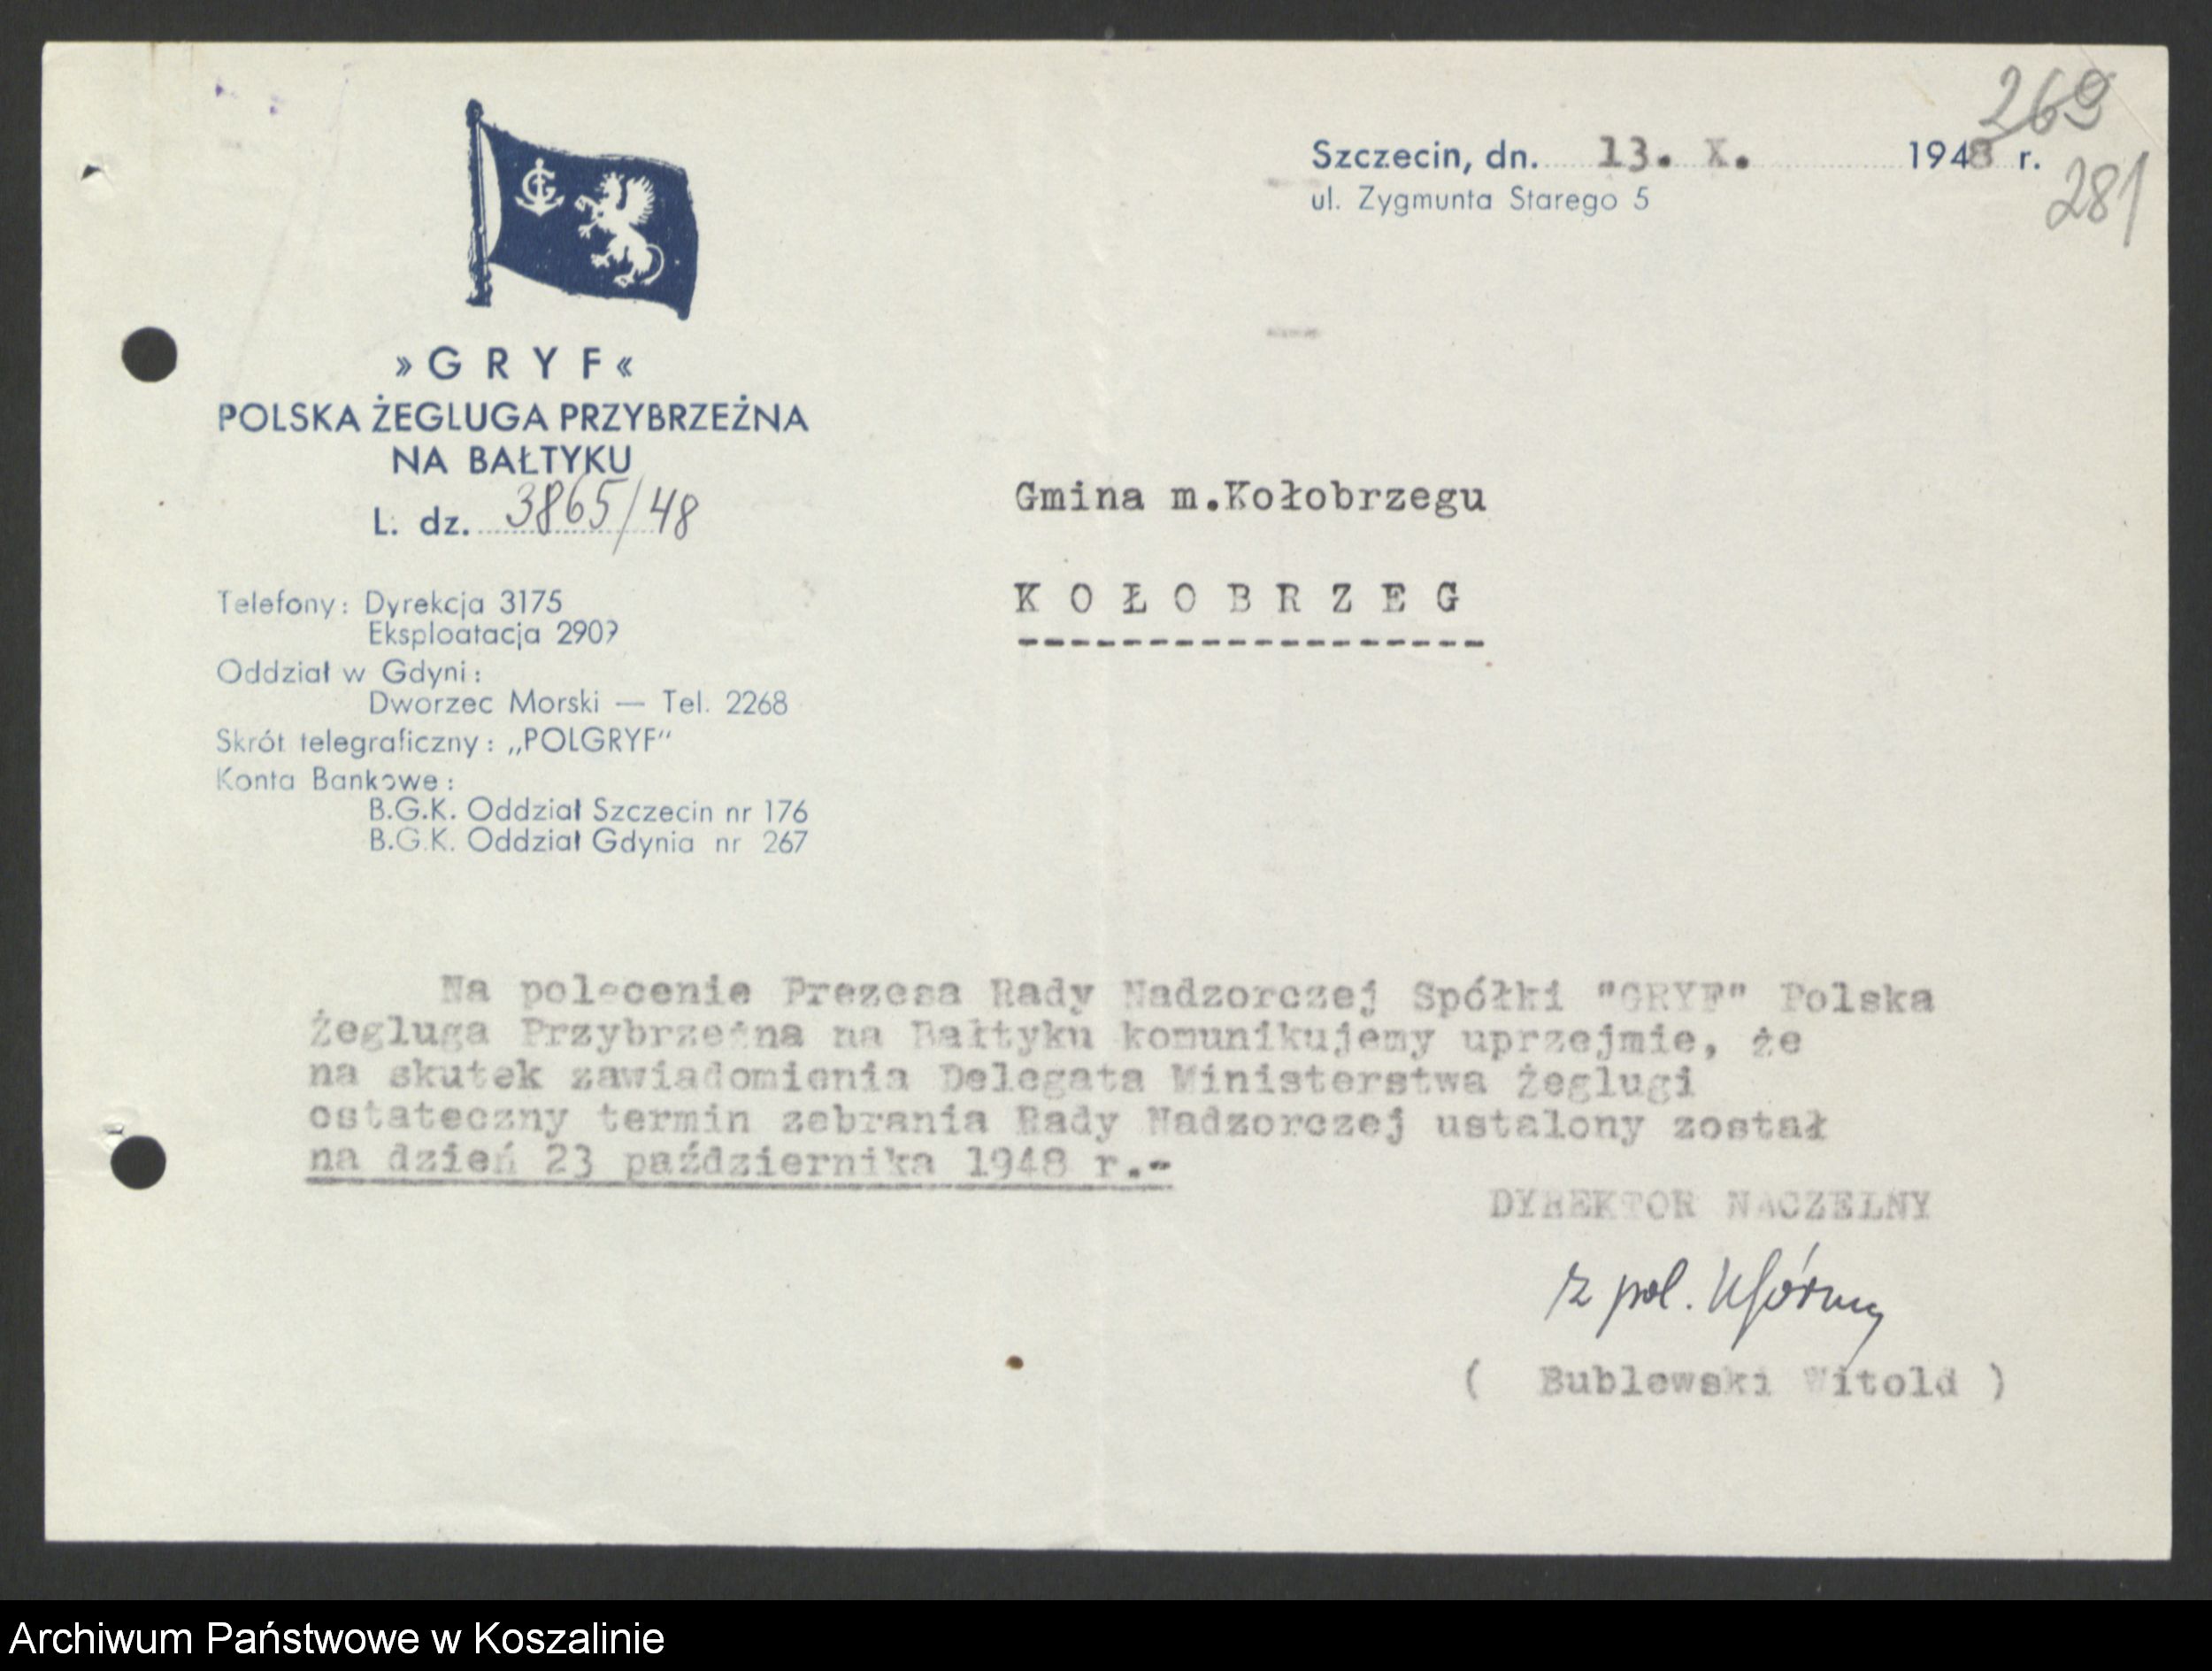 269
281
Szczecin, dn. 13. X. 1948 r.
ul. Zygmunta Starego 5
»GRYF«
POLSKA ŻEGLUGA PRZYBRZEŻNA
NA BAŁTYKU
L. dz. 3865/48
Telefony: Dyrekcja 3175
Eksploatacja 2907
Oddział w Gdyni:
Dworzec Morski — Tel. 2268
Skrót telegraficzny: „POLGRYF“
Konta Bankowe:
B.G.K. Oddział Szczecin nr 176
B.G.K. Oddział Gdynia nr 267
Gmina m.Kołobrzegu
KOŁOBRZEG
------------------
Na polecenie Prezesa Rady Nadzorczej Spółki "GRYF" Polska
Żegluga Przybrzeżna na Bałtyku komunikujemy uprzejmie, że
na skutek zawiadomienia Delegata Ministerstwa Żeglugi
ostateczny termin zebrania Rady Nadzorczej ustalony został
na dzień 23 października 1948 r.-
DYREKTOR NACZELNY
z pol.
( Bublewski Witold )
Archiwum Państwowe w Koszalinie